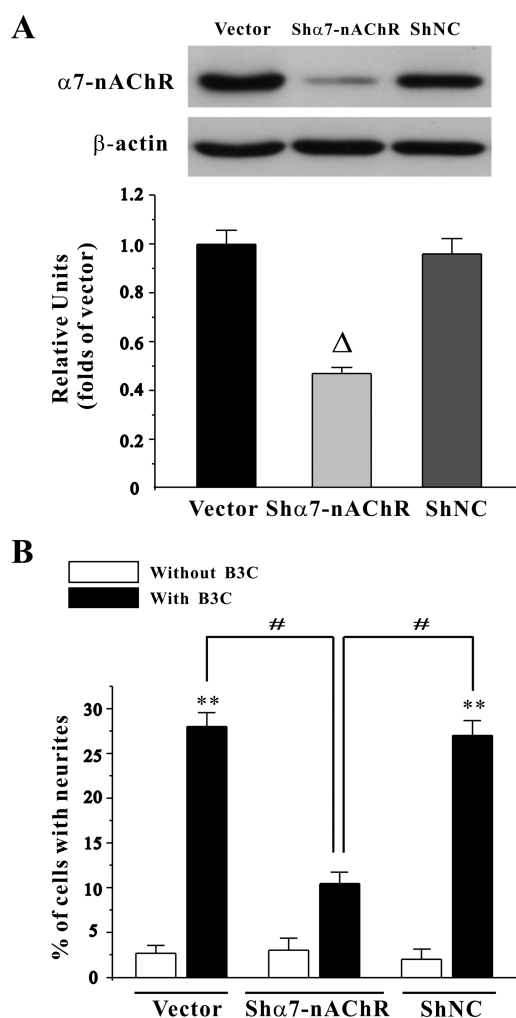 A
Vector Shα7-nAChR ShNC
α7-nAChR
β-actin
Relative Units
(folds of vector)
1.2
1.0
0.8
0.6
0.4
0.2
0
Δ
Vector Shα7-nAChR ShNC
B
Without B3C
With B3C
# #
% of cells with neurites
30
25
20
15
10
5
0
** **
Vector Shα7-nAChR ShNC